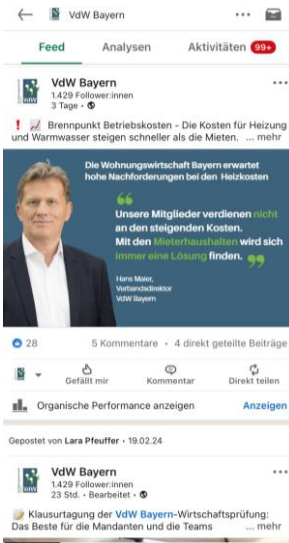 VdW Bayern
Feed Analysen Aktivitäten 99+
VdW Bayern
1.429 Follower:innen
3 Tage •
❗ 📈 Brennpunkt Betriebskosten - Die Kosten für Heizung
und Warmwasser steigen schneller als die Mieten. ... mehr
Die Wohnungswirtschaft Bayern erwartet
hohe Nachforderungen bei den Heizkosten
Unsere Mitglieder verdienen nicht
an den steigenden Kosten.
Mit den Mieterhaushalten wird sich
immer eine Lösung finden.
Hans Maier,
Verbandsdirektor
VdW Bayern
28 5 Kommentare • 4 direkt geteilte Beiträge
Gefällt mir Kommentar Direkt teilen
Organische Performance anzeigen Anzeigen
Gepostet von Lara Pfeuffer • 19.02.24
VdW Bayern
1.429 Follower:innen
23 Std. • Bearbeitet •
📝 Klausurtagung der VdW Bayern-Wirtschaftsprüfung:
Das Beste für die Mandanten und die Teams ... mehr